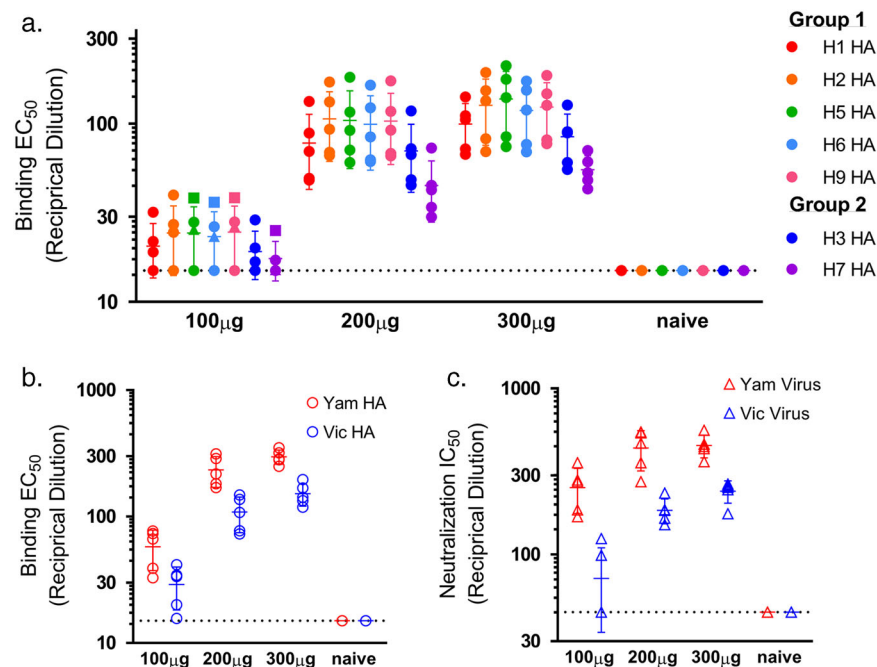 a.
Binding EC50
(Reciprical Dilution)
300
100
30
10
100μg 200μg 300μg naive
Group 1
H1 HA
H2 HA
H5 HA
H6 HA
H9 HA
Group 2
H3 HA
H7 HA
b.
Binding EC50
(Reciprical Dilution)
1000
300
100
30
10
Yam HA
Vic HA
100μg 200μg 300μg naive
c.
Neutralization IC50
(Reciprical Dilution)
1000
300
100
30
Yam Virus
Vic Virus
100μg 200μg 300μg naive